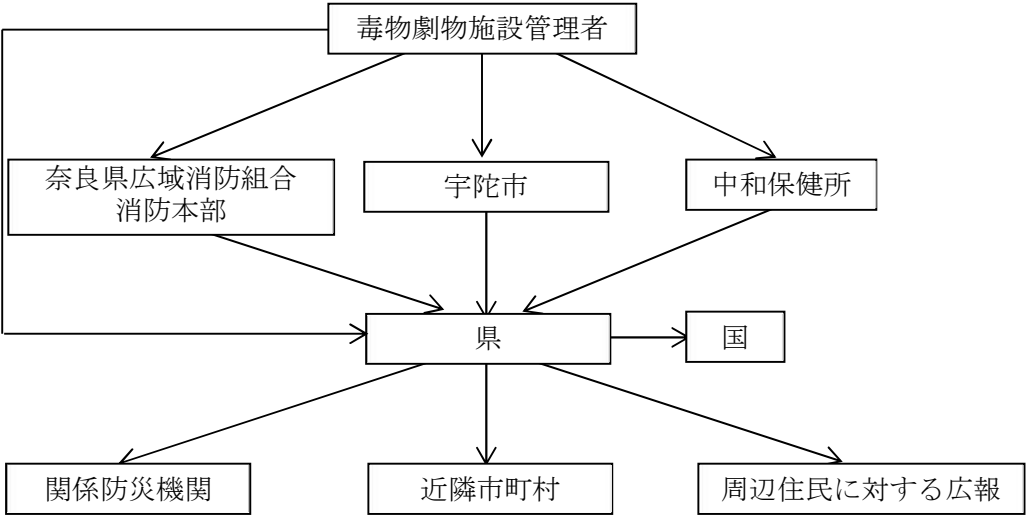 毒物劇物施設管理者
奈良県広域消防組合
消防本部
宇陀市
中和保健所
県
国
関係防災機関
近隣市町村
周辺住民に対する広報